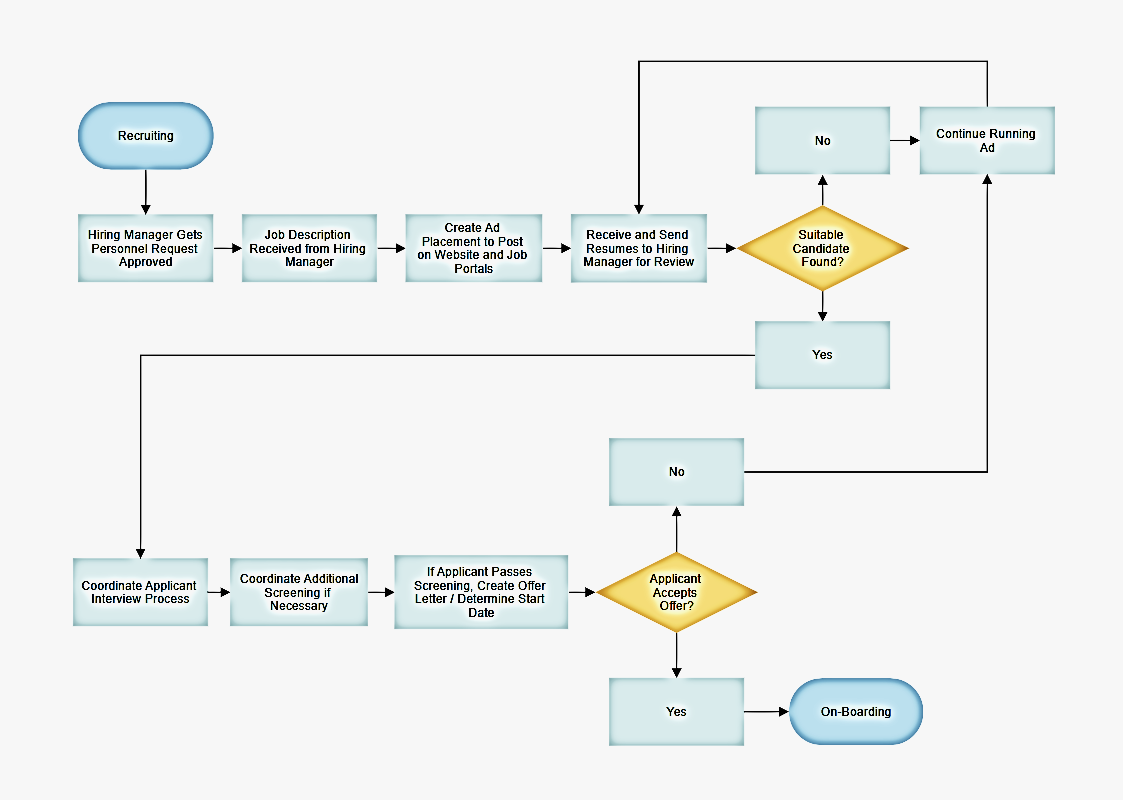 Recruiting
No
Continue Running
Ad
Hiring Manager Gets
Personnel Request
Approved
Job Description
Received from Hiring
Manager
Create Ad
Placement to Post
on Website and Job
Portals
Receive and Send
Resumes to Hiring
Manager for Review
Suitable
Candidate
Found?
Yes
No
Coordinate Applicant
Interview Process
Coordinate Additional
Screening if
Necessary
If Applicant Passes
Screening, Create Offer
Letter / Determine Start
Date
Applicant
Accepts
Offer?
Yes
On-Boarding